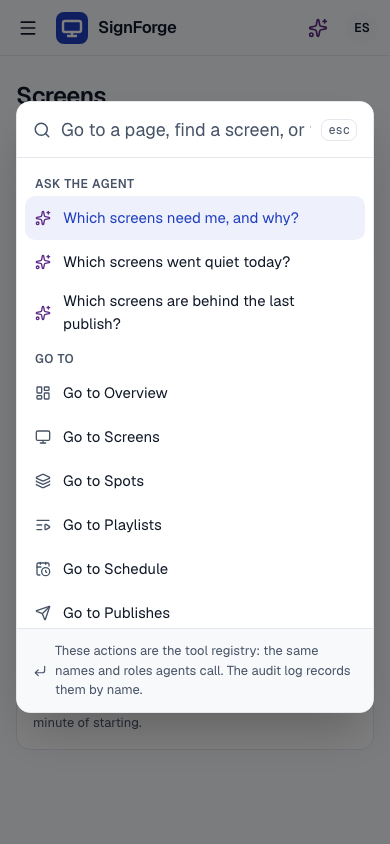 SignForge
ES
Screens
Go to a page, find a screen, or
esc
ASK THE AGENT
Which screens need me, and why?
Which screens went quiet today?
Which screens are behind the last
publish?
GO TO
Go to Overview
Go to Screens
Go to Spots
Go to Playlists
Go to Schedule
Go to Publishes
These actions are the tool registry: the same
names and roles agents call. The audit log records
them by name.
minute of starting.